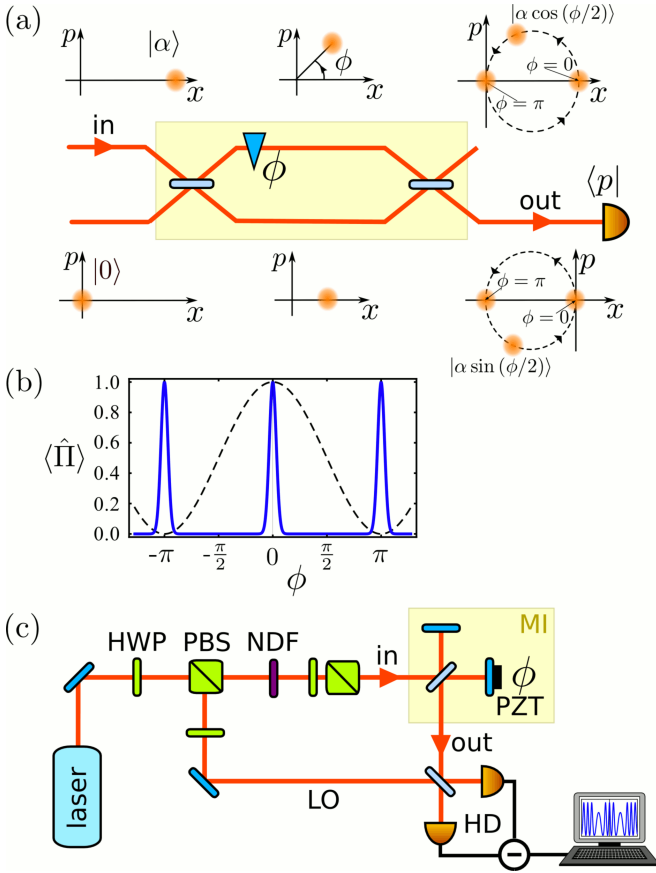 (a)
p
|α⟩
x
p
ϕ
x
|α cos (ϕ/2)⟩
p
ϕ = 0
ϕ = π
x
in
ϕ
out
⟨p|
p
|0⟩
x
p
x
p
ϕ = π
ϕ = 0
x
|α sin (ϕ/2)⟩
(b)
⟨Π̂⟩
1.0
0.8
0.6
0.4
0.2
0.0
-π
-π/2
0
π/2
π
ϕ
(c)
HWP PBS NDF in MI
ϕ
PZT
out
laser
LO
HD
−